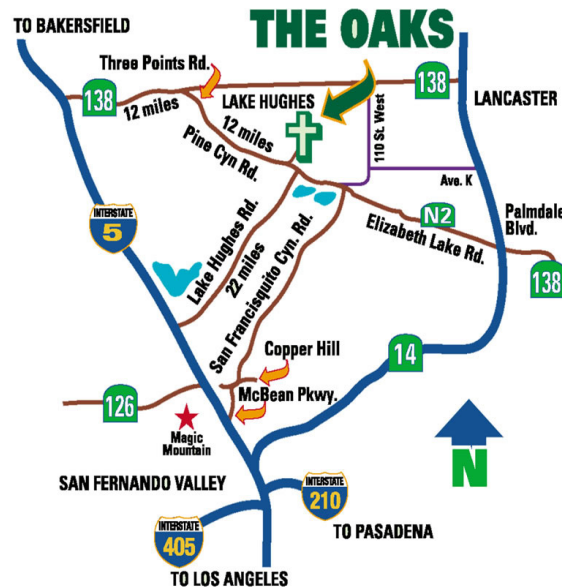 TO BAKERSFIELD
THE OAKS
Three Points Rd.
138
12 miles
LAKE HUGHES
138
LANCASTER
12 miles
Pine Cyn Rd.
110 St. West
Ave. K
INTERSTATE
5
N2
Palmdale
Blvd.
Elizabeth Lake Rd.
138
Lake Hughes Rd.
22 miles
San Francisquito Cyn. Rd.
Copper Hill
14
McBean Pkwy.
126
Magic
Mountain
N
SAN FERNANDO VALLEY
INTERSTATE
210
INTERSTATE
405
TO PASADENA
TO LOS ANGELES